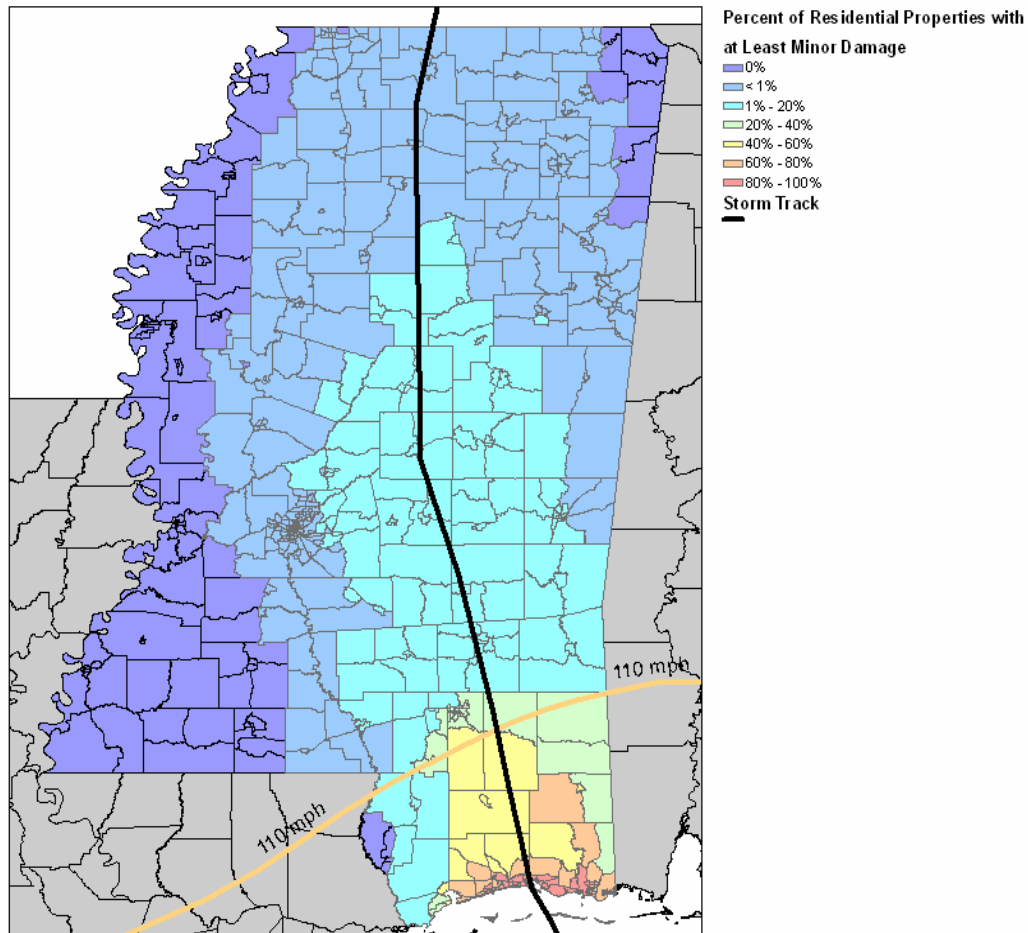 Percent of Residential Properties with
at Least Minor Damage
0%
< 1%
1% - 20%
20% - 40%
40% - 60%
60% - 80%
80% - 100%
Storm Track
110 mph
110 mph